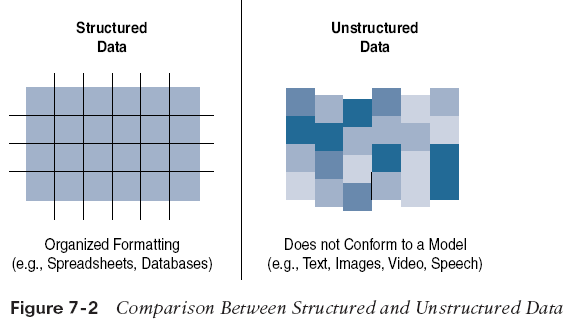 Structured
Data
Organized Formatting
(e.g., Spreadsheets, Databases)
Unstructured
Data
Does not Conform to a Model
(e.g., Text, Images, Video, Speech)
Figure 7-2 Comparison Between Structured and Unstructured Data